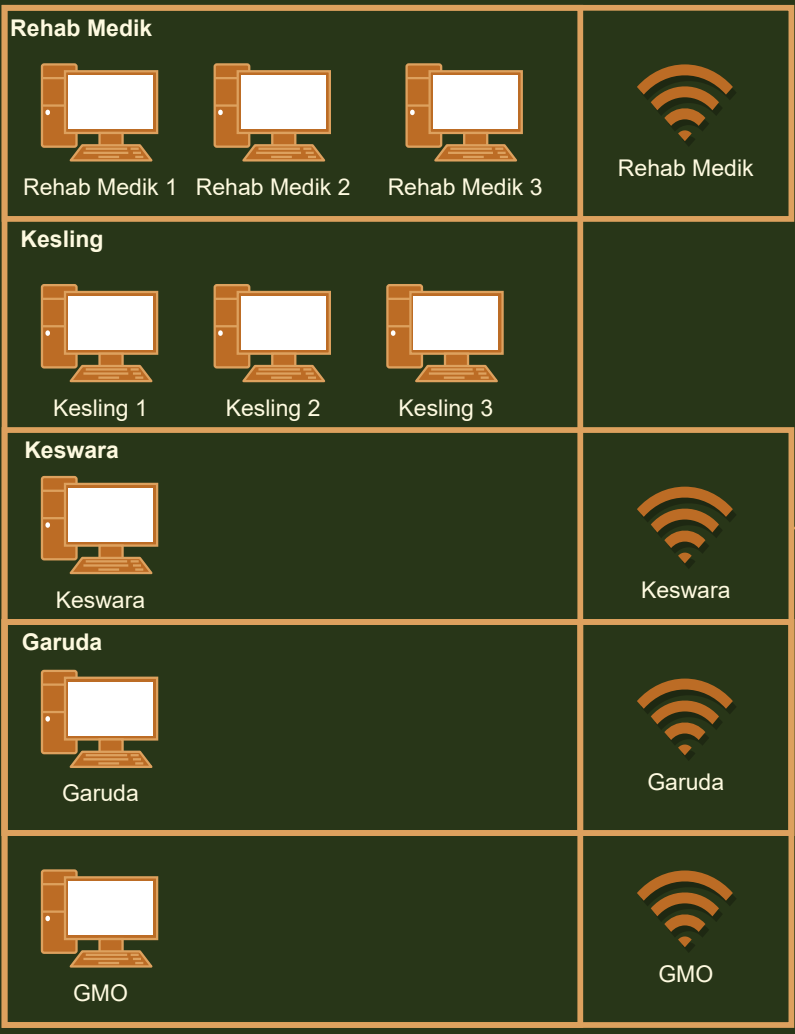 Rehab Medik
Rehab Medik 1
Rehab Medik 2
Rehab Medik 3
Rehab Medik
Kesling
Kesling 1
Kesling 2
Kesling 3
Keswara
Keswara
Keswara
Garuda
Garuda
Garuda
GMO
GMO